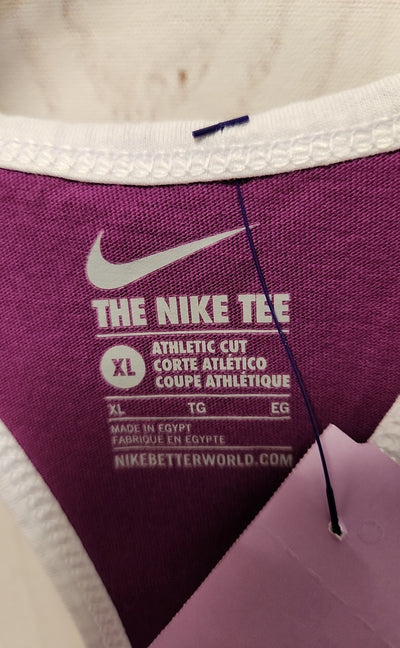 THE NIKE TEE
XL
ATHLETIC CUT
CORTE ATLÉTICO
COUPE ATHLÉTIQUE
XL TG EG
MADE IN EGYPT
FABRIQUE EN EGYPTE
NIKEBETTERWORLD.COM